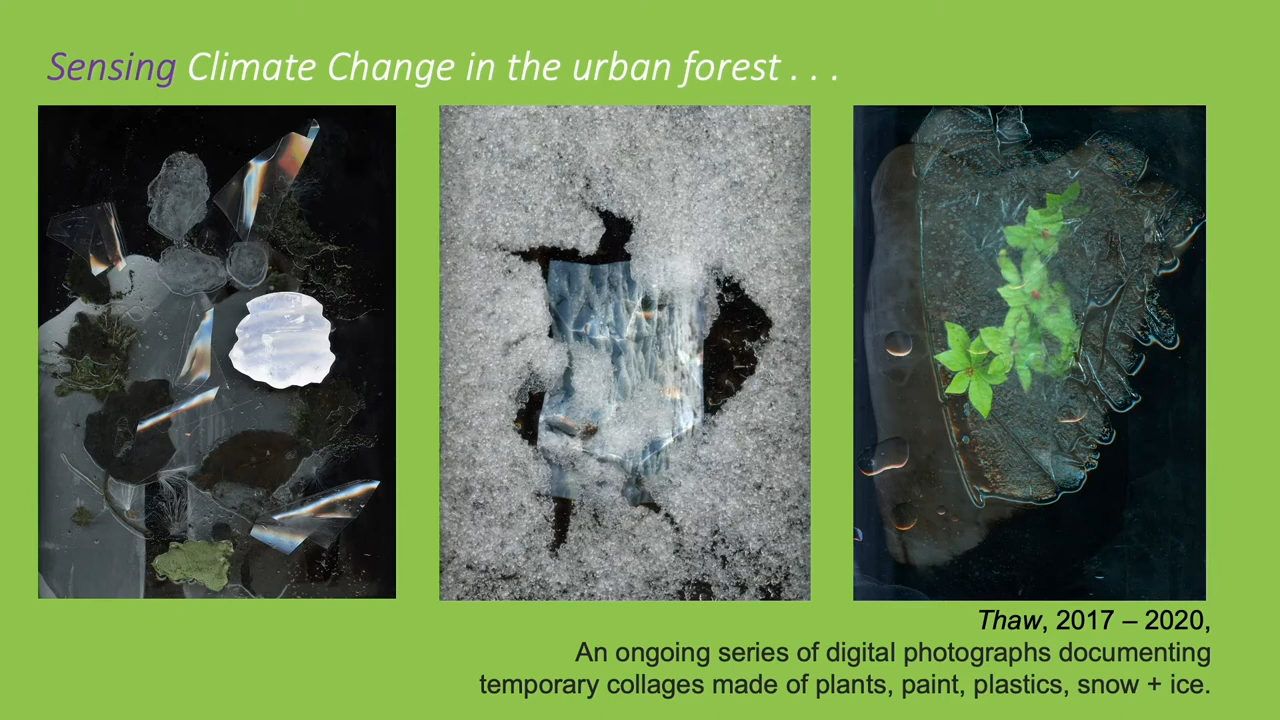 Sensing Climate Change in the urban forest . . .
Thaw, 2017 – 2020,
An ongoing series of digital photographs documenting
temporary collages made of plants, paint, plastics, snow + ice.